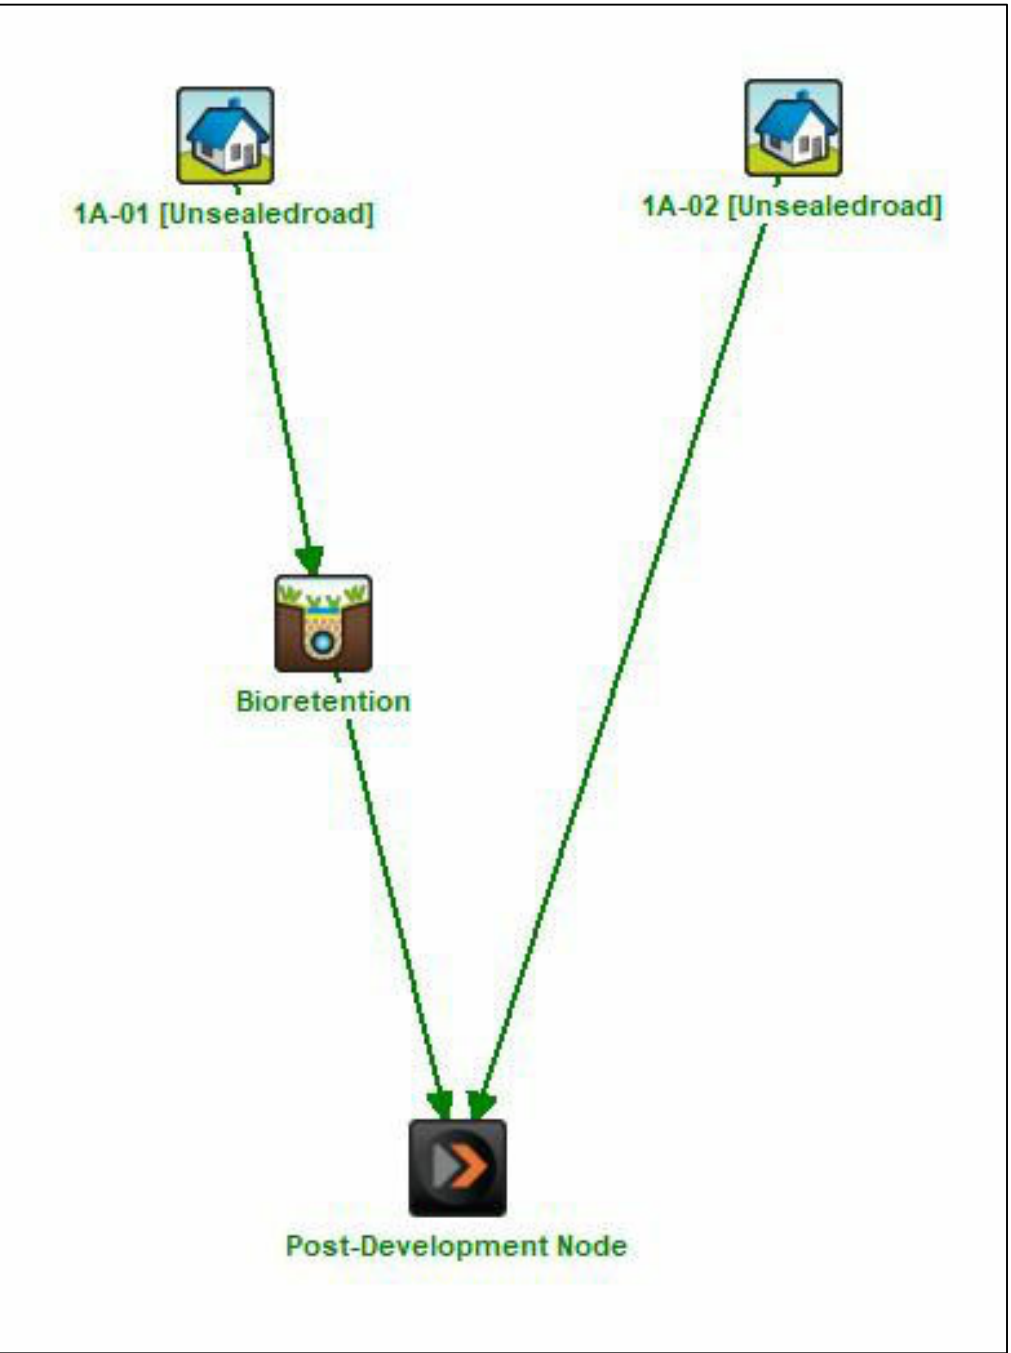 1A-01 [Unsealedroad]
1A-02 [Unsealedroad]
Bioretention
Post-Development Node